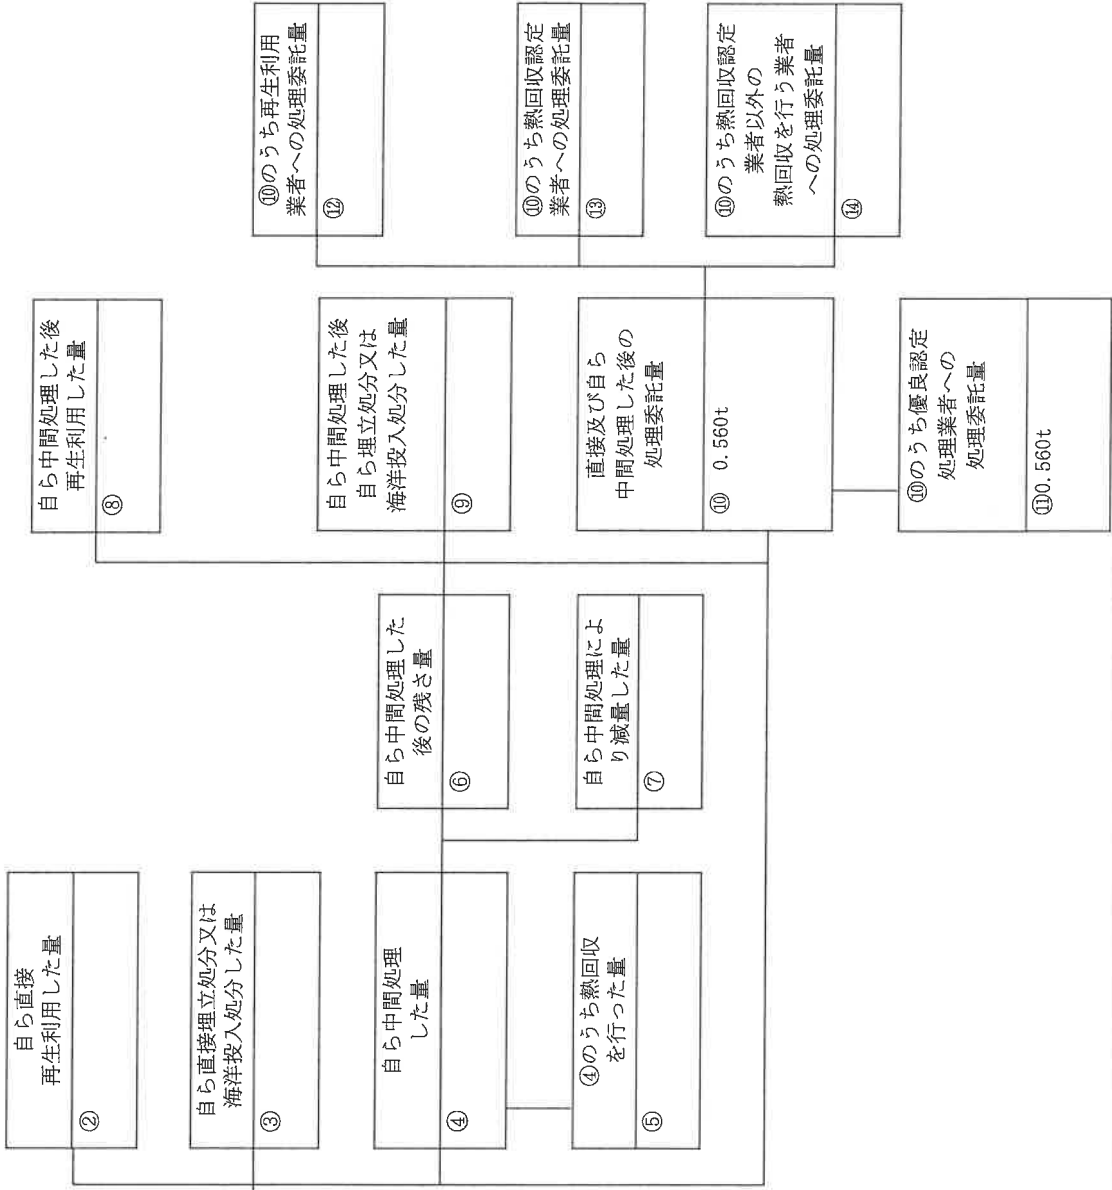 自ら直接
再生利用した量
②
自ら直接埋立処分又は
海洋投入処分した量
③
自ら中間処理
した量
④
④のうち熱回収
を行った量
⑤
自ら中間処理した
後の残さ量
⑥
自ら中間処理によ
り減量した量
⑦
自ら中間処理した後
再生利用した量
⑧
自ら中間処理した後
自ら埋立処分又は
海洋投入処分した量
⑨
直接及び自ら
中間処理した後の
処理委託量
⑩ 0.560t
⑩のうち優良認定
処理業者への
処理委託量
⑪0.560t
⑩のうち再生利用
業者への処理委託量
⑫
⑩のうち熱回収認定
業者への処理委託量
⑬
⑩のうち熱回収認定
業者以外の
熱回収を行う業者
への処理委託量
⑭